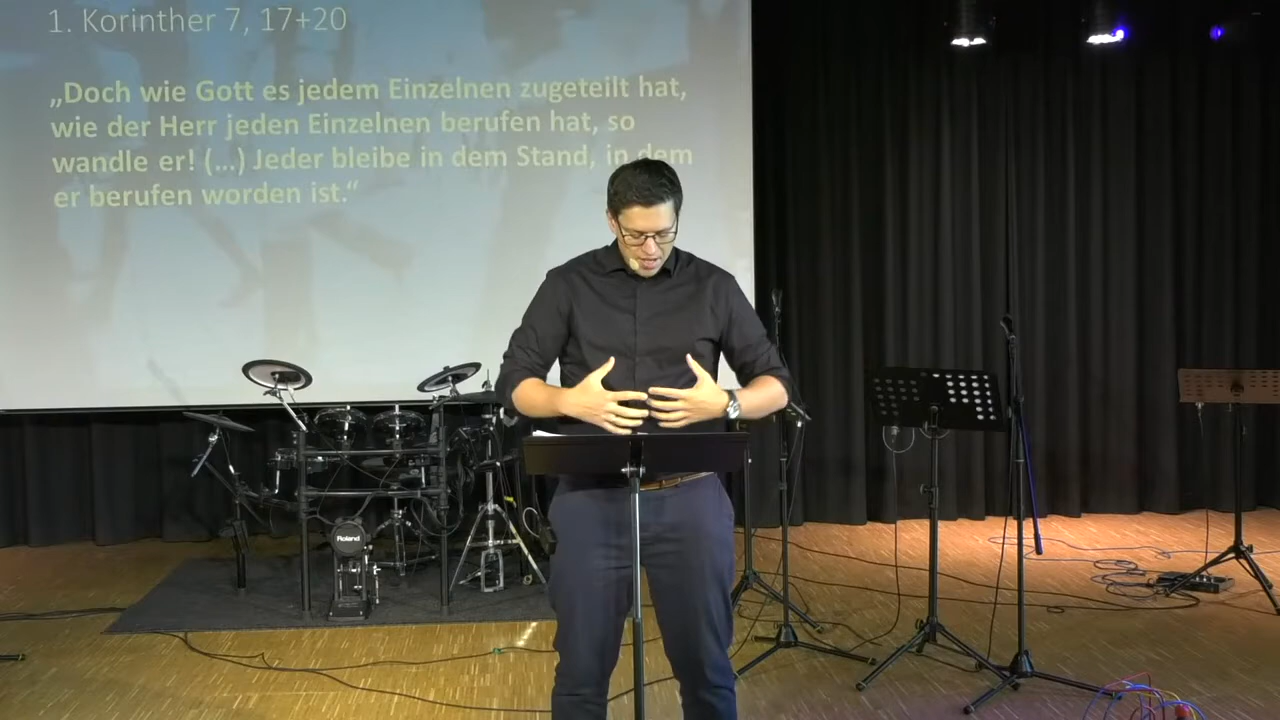 1. Korinther 7, 17+20
„Doch wie Gott es jedem Einzelnen zugeteilt hat,
wie der Herr jeden Einzelnen berufen hat, so
wandle er! (...) Jeder bleibe in dem Stand, in dem
er berufen worden ist.“
Roland